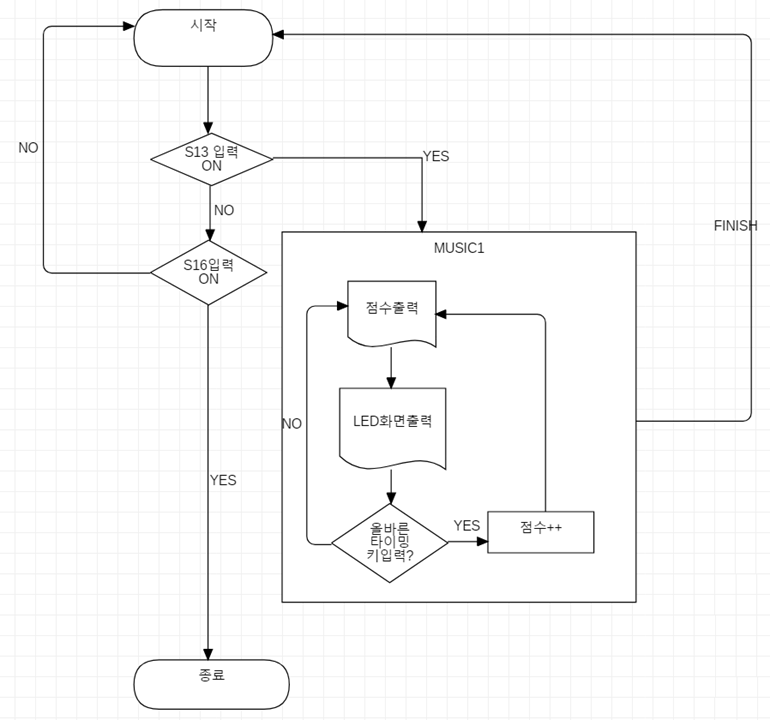 시작
NO
S13 입력
ON
YES
NO
FINISH
S16입력
ON
MUSIC1
점수출력
LED화면출력
NO
YES
올바른
타이밍
키입력?
YES
점수++
종료